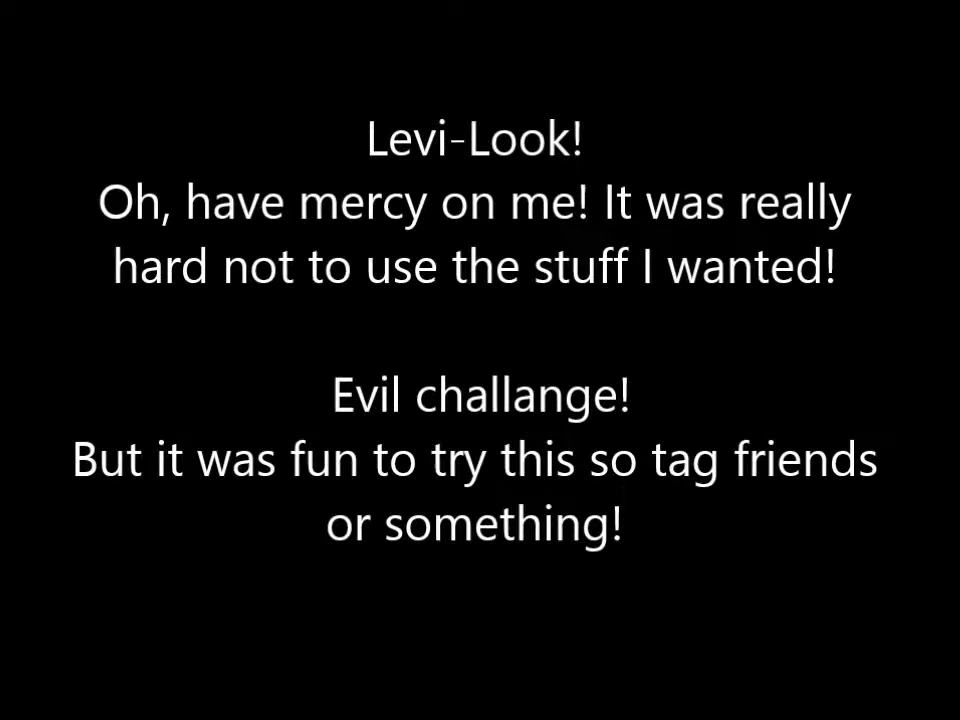 Levi-Look!
Oh, have mercy on me! It was really
hard not to use the stuff I wanted!
Evil challange!
But it was fun to try this so tag friends
or something!